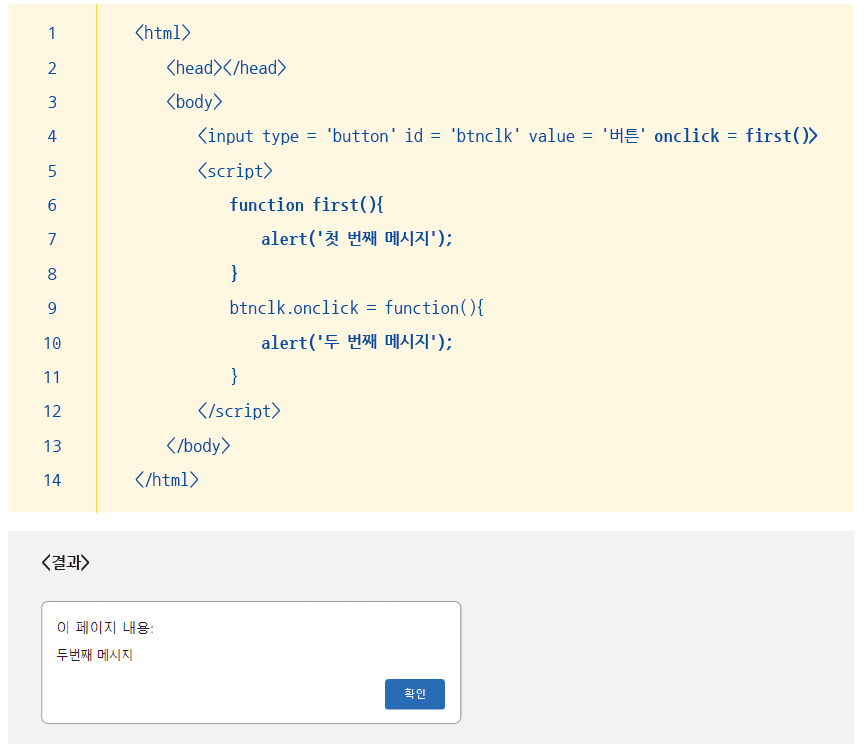 1 <html>
2 <head></head>
3 <body>
4 <input type = 'button' id = 'btnclk' value = '버튼' onclick = first()>
5 <script>
6 function first(){
7 alert('첫 번째 메시지');
8 }
9 btnclk.onclick = function(){
10 alert('두 번째 메시지');
11 }
12 </script>
13 </body>
14 </html>
<결과>
이 페이지 내용:
두번째 메시지
확인